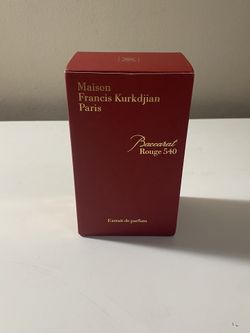 Maison
Francis Kurkdjian
Paris
Baccarat
Rouge 540
Extrait de parfum